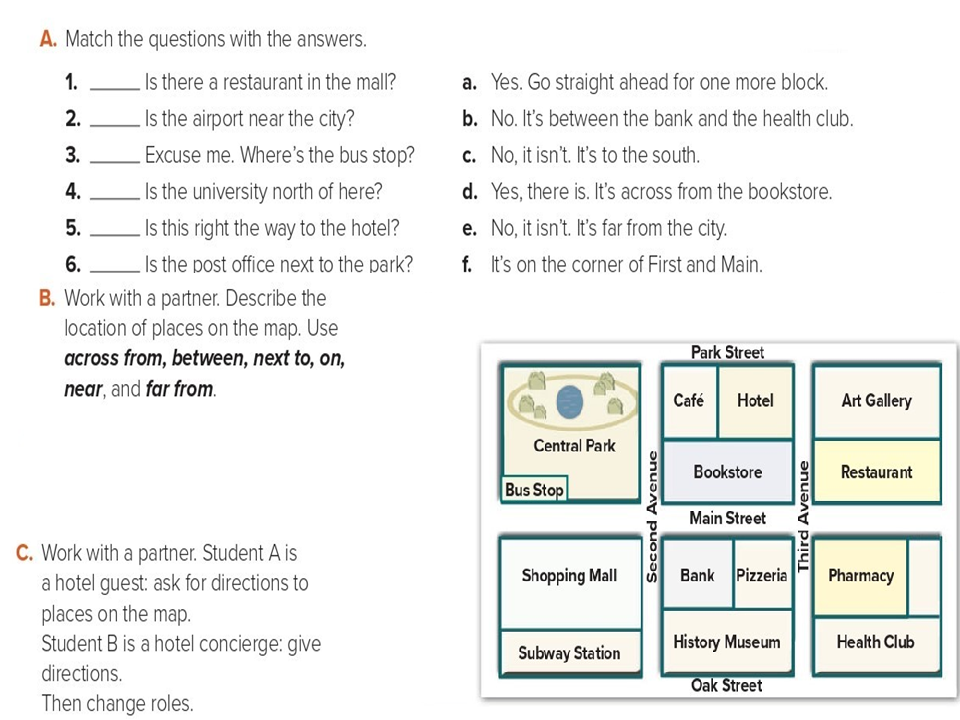 A. Match the questions with the answers.
1. _____ Is there a restaurant in the mall?
2. _____ Is the airport near the city?
3. _____ Excuse me. Where's the bus stop?
4. _____ Is the university north of here?
5. _____ Is this right the way to the hotel?
6. _____ Is the post office next to the park?
a. Yes. Go straight ahead for one more block.
b. No. It's between the bank and the health club.
c. No, it isn't. It's to the south.
d. Yes, there is. It's across from the bookstore.
e. No, it isn't. It's far from the city.
f. It's on the corner of First and Main.
B. Work with a partner. Describe the
location of places on the map. Use
across from, between, next to, on,
near, and far from.
C. Work with a partner. Student A is
a hotel guest: ask for directions to
places on the map.
Student B is a hotel concierge: give
directions.
Then change roles.
Park Street
Café
Hotel
Art Gallery
Central Park
Bookstore
Restaurant
Bus Stop
Second Avenue
Main Street
Third Avenue
Shopping Mall
Bank
Pizzeria
Pharmacy
Subway Station
History Museum
Health Club
Oak Street